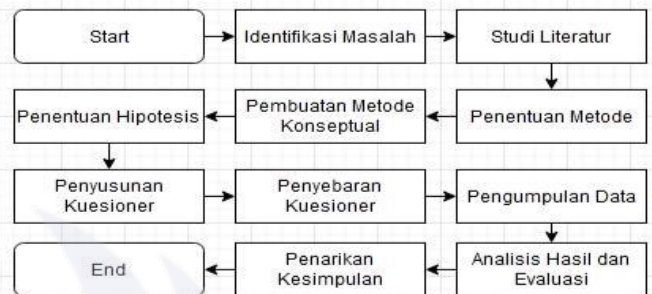 Start
Identifikasi Masalah
Studi Literatur
Penentuan Metode
Pembuatan Metode
Konseptual
Penentuan Hipotesis
Penyusunan
Kuesioner
Penyebaran
Kuesioner
Pengumpulan Data
Analisis Hasil dan
Evaluasi
Penarikan
Kesimpulan
End